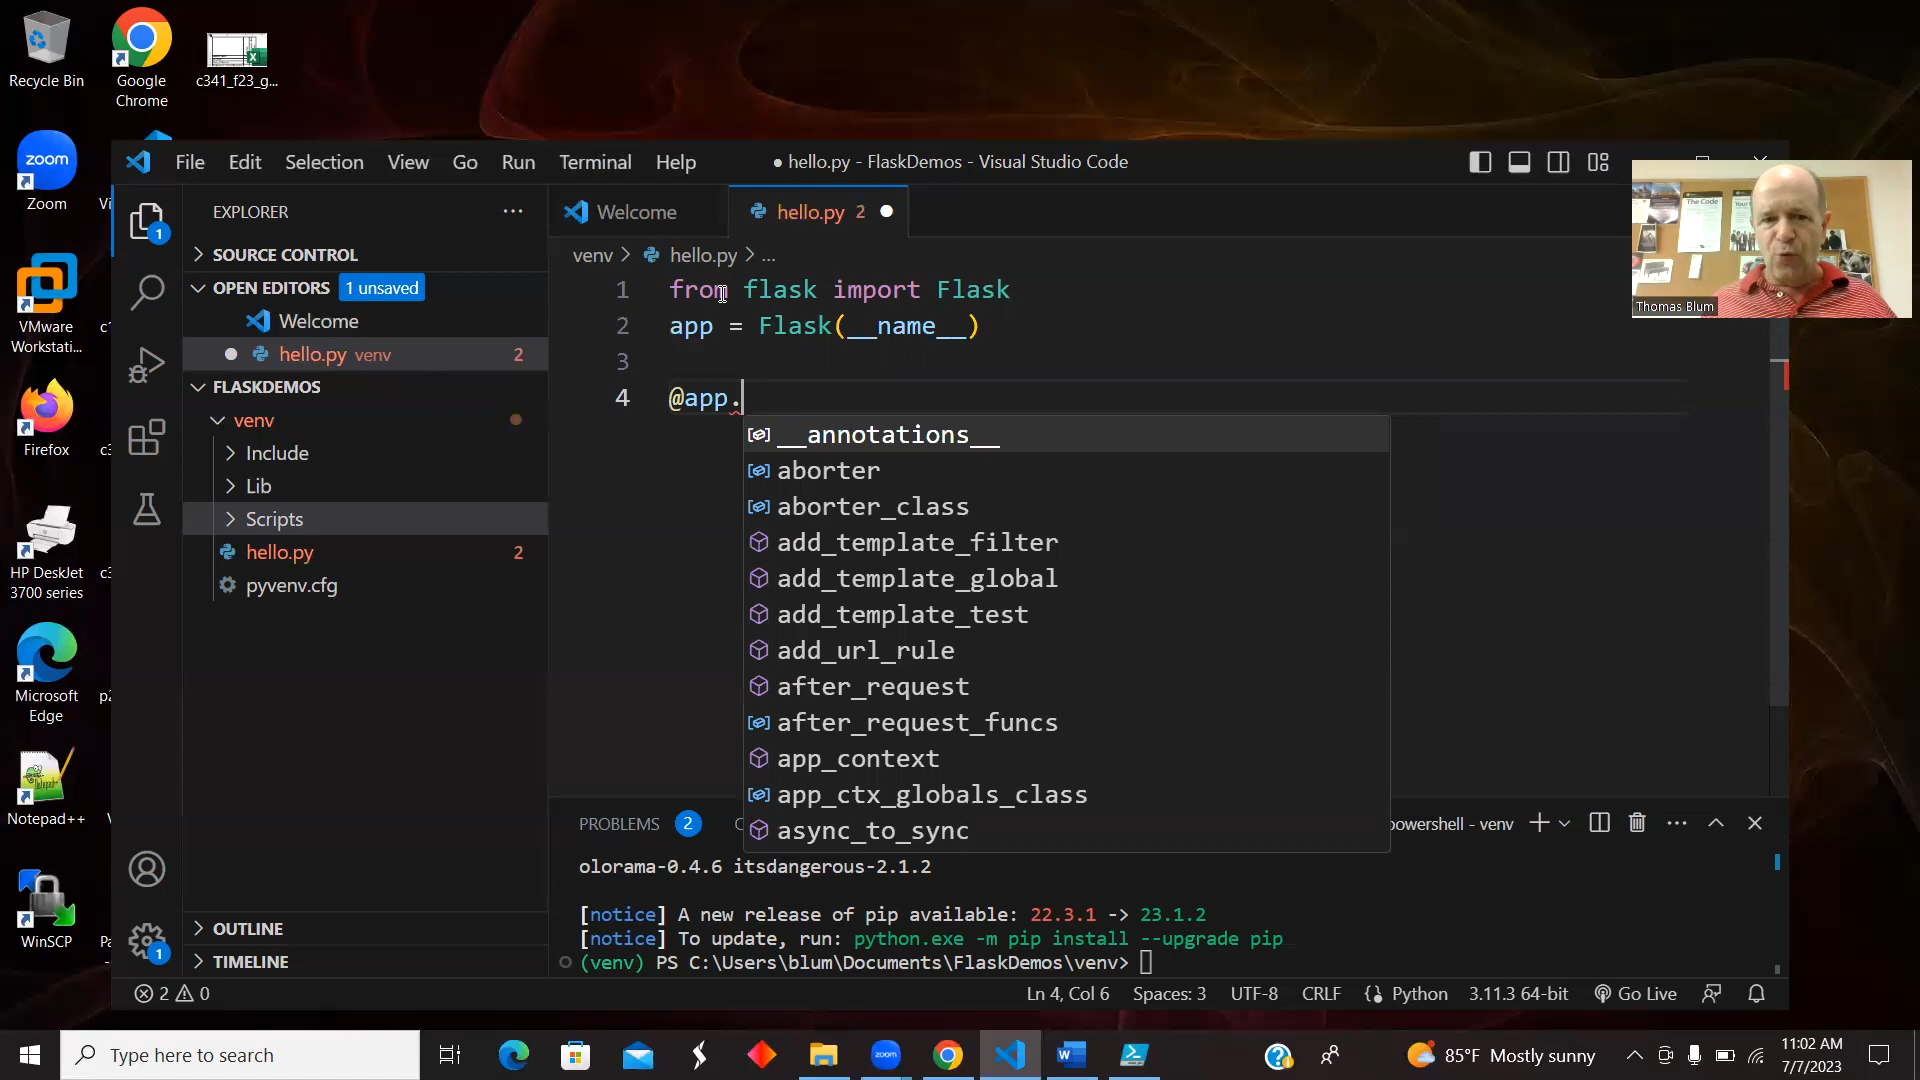 Recycle Bin
Google
Chrome
c341_f23_g...
Zoom
Vi
VMware
Workstati...
Firefox
HP DeskJet
3700 series
Microsoft
Edge
Notepad++
WinSCP
File Edit Selection View Go Run Terminal Help
● hello.py - FlaskDemos - Visual Studio Code
EXPLORER
SOURCE CONTROL
OPEN EDITORS 1 unsaved
Welcome
hello.py venv 2
FLASKDEMOS
venv
Include
Lib
Scripts
hello.py 2
pyvenv.cfg
OUTLINE
TIMELINE
Welcome
hello.py 2
venv > hello.py > ...
1 from flask import Flask
2 app = Flask(__name__)
3
4 @app.
__annotations__
aborter
aborter_class
add_template_filter
add_template_global
add_template_test
add_url_rule
after_request
after_request_funcs
app_context
app_ctx_globals_class
async_to_sync
PROBLEMS 2
powershell - venv
olorama-0.4.6 itsdangerous-2.1.2
[notice] A new release of pip available: 22.3.1 -> 23.1.2
[notice] To update, run: python.exe -m pip install --upgrade pip
(venv) PS C:\Users\blum\Documents\FlaskDemos\venv>
2 0
Ln 4, Col 6 Spaces: 3 UTF-8 CRLF Python 3.11.3 64-bit Go Live
The Code
Thomas Blum
Type here to search
85°F Mostly sunny
11:02 AM
7/7/2023